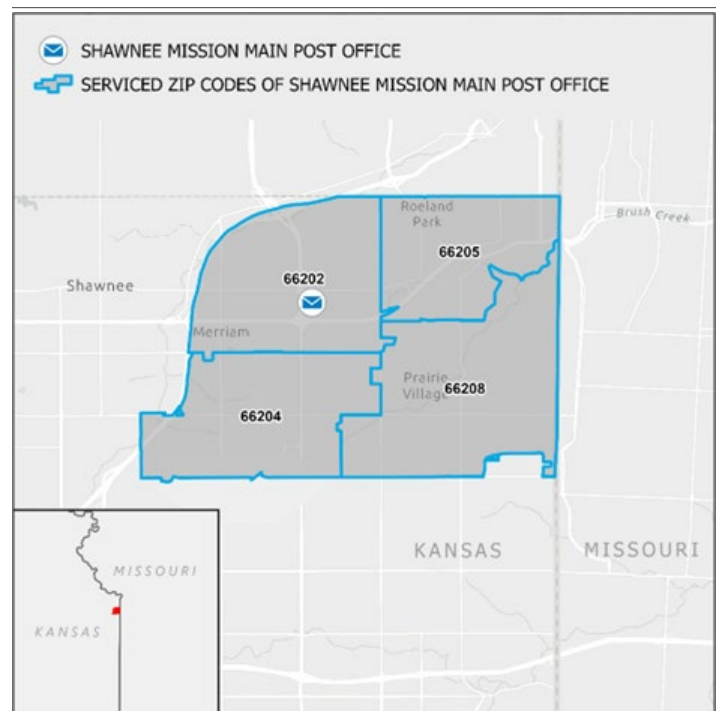 SHAWNEE MISSION MAIN POST OFFICE
SERVICED ZIP CODES OF SHAWNEE MISSION MAIN POST OFFICE
Roeland
Park
Brush Creek
66205
66202
Shawnee
Merriam
Prairie
Village
66208
66204
KANSAS
MISSOURI
MISSOURI
KANSAS